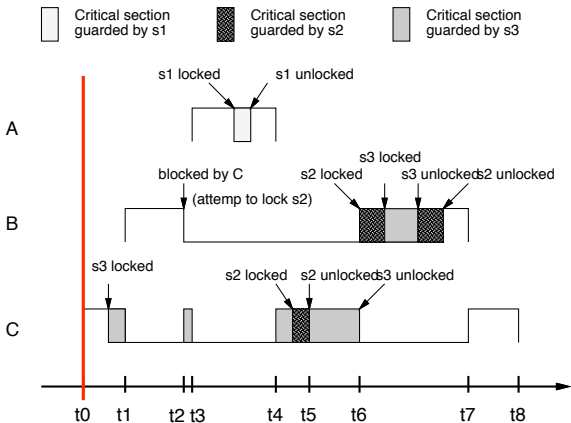 Critical section
guarded by s1
Critical section
guarded by s2
Critical section
guarded by s3
s1 locked
s1 unlocked
A
s3 locked
blocked by C
s2 locked
s3 unlocked
s2 unlocked
(attemp to lock s2)
B
s3 locked
s2 locked
s2 unlocked
s3 unlocked
C
t0 t1 t2 t3 t4 t5 t6 t7 t8